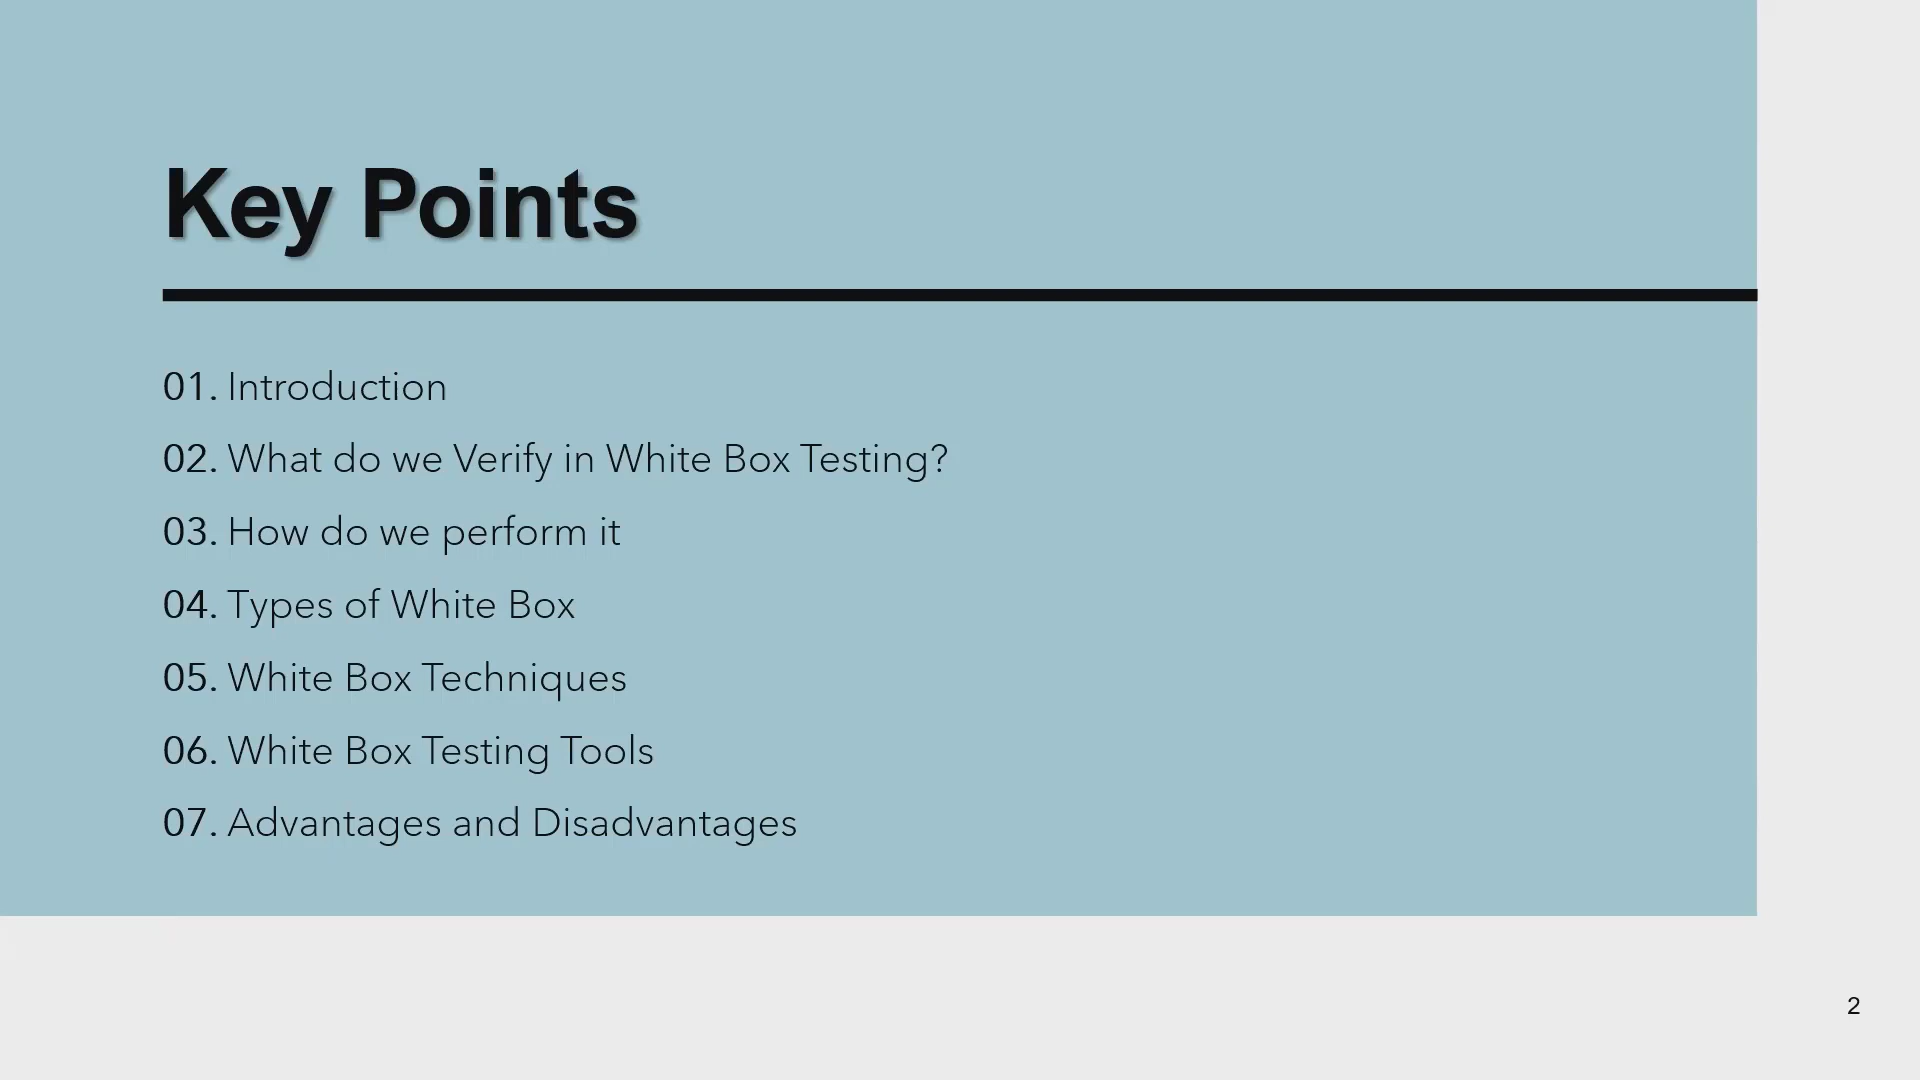 Key Points
01. Introduction
02. What do we Verify in White Box Testing?
03. How do we perform it
04. Types of White Box
05. White Box Techniques
06. White Box Testing Tools
07. Advantages and Disadvantages
2